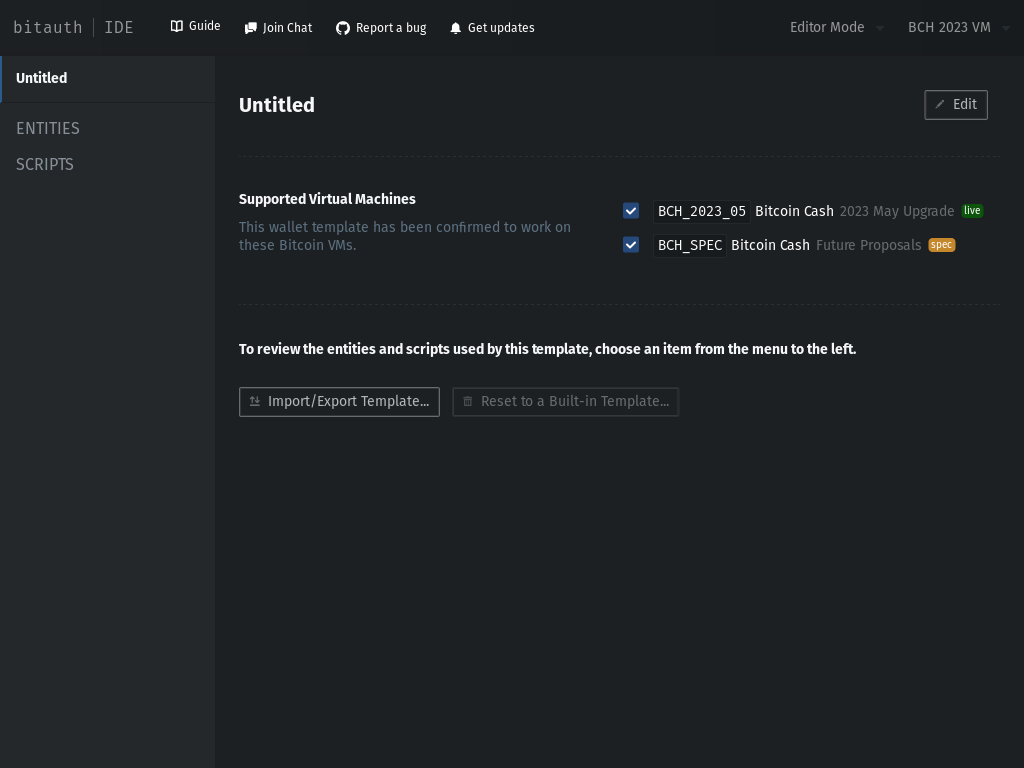 bitauth IDE Guide Join Chat Report a bug Get updates Editor Mode BCH 2023 VM
Untitled
ENTITIES
SCRIPTS
Untitled
Edit
Supported Virtual Machines
This wallet template has been confirmed to work on
these Bitcoin VMs.
BCH_2023_05 Bitcoin Cash 2023 May Upgrade live
BCH_SPEC Bitcoin Cash Future Proposals spec
To review the entities and scripts used by this template, choose an item from the menu to the left.
Import/Export Template... Reset to a Built-in Template...